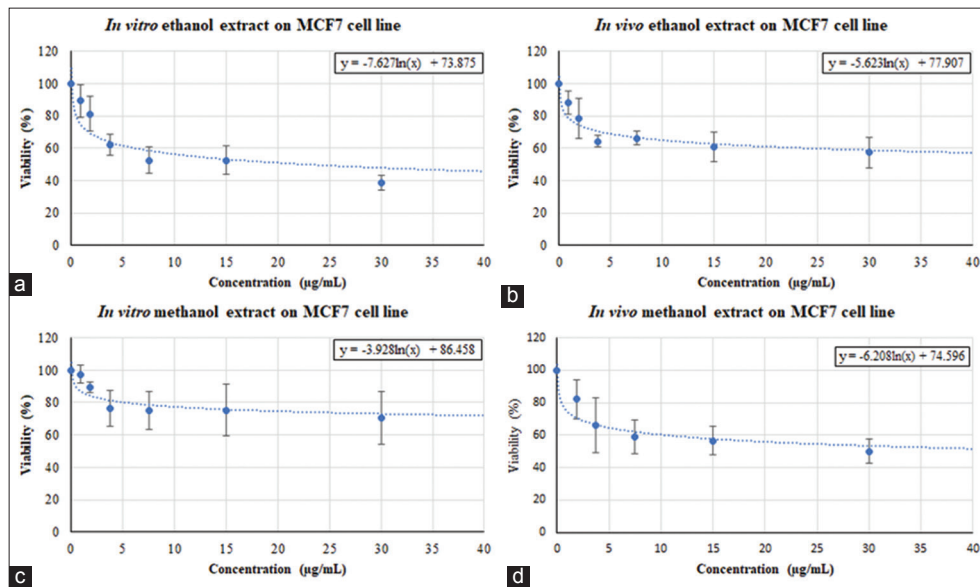 In vitro ethanol extract on MCF7 cell line
120
100
80
60
40
20
0
Viability (%)
y = -7.627ln(x) + 73.875
0 5 10 15 20 25 30 35 40
Concentration (µg/mL)
a
In vivo ethanol extract on MCF7 cell line
120
100
80
60
40
20
0
Viability (%)
y = -5.623ln(x) + 77.907
0 5 10 15 20 25 30 35 40
Concentration (µg/mL)
b
In vitro methanol extract on MCF7 cell line
120
100
80
60
40
20
0
Viability (%)
y = -3.928ln(x) + 86.458
0 5 10 15 20 25 30 35 40
Concentration (µg/mL)
c
In vivo methanol extract on MCF7 cell line
120
100
80
60
40
20
0
Viability (%)
y = -6.208ln(x) + 74.596
0 5 10 15 20 25 30 35 40
Concentration (µg/mL)
d